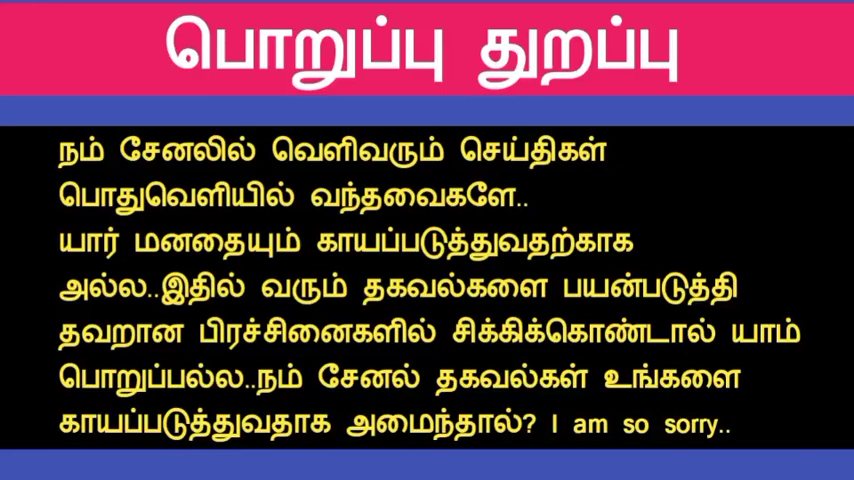 பொறுப்பு துறப்பு
நம் சேனலில் வெளிவரும் செய்திகள்
பொதுவெளியில் வந்தவைகளே..
யார் மனதையும் காயப்படுத்துவதற்காக
அல்ல..இதில் வரும் தகவல்களை பயன்படுத்தி
தவறான பிரச்சினைகளில் சிக்கிக்கொண்டால் யாம்
பொறுப்பல்ல..நம் சேனல் தகவல்கள் உங்களை
காயப்படுத்துவதாக அமைந்தால்? I am so sorry..